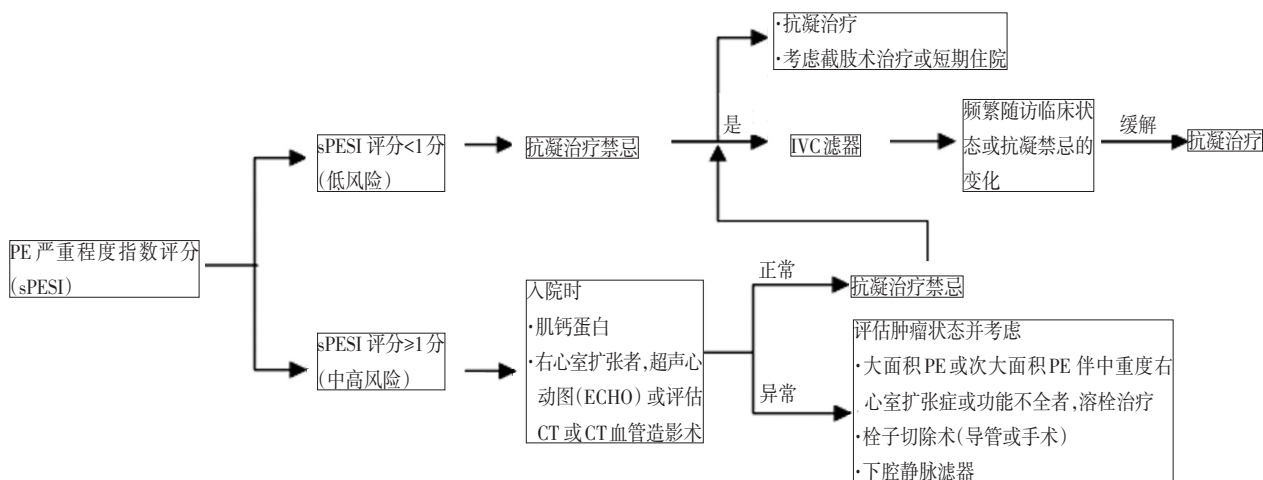 ·抗凝治疗
·考虑截肢术治疗或短期住院
sPESI 评分<1分
(低风险)
抗凝治疗禁忌
是
IVC 滤器
频繁随访临床状
态或抗凝禁忌的
变化
缓解
抗凝治疗
PE 严重程度指数评分
(sPESI)
sPESI 评分≥1分
(中高风险)
入院时
·肌钙蛋白
·右心室扩张者,超声心
动图(ECHO)或评估
CT 或 CT 血管造影术
正常
抗凝治疗禁忌
异常
评估肿瘤状态并考虑
·大面积 PE 或次大面积 PE 伴中重度右
心室扩张症或功能不全者,溶栓治疗
·栓子切除术(导管或手术)
·下腔静脉滤器